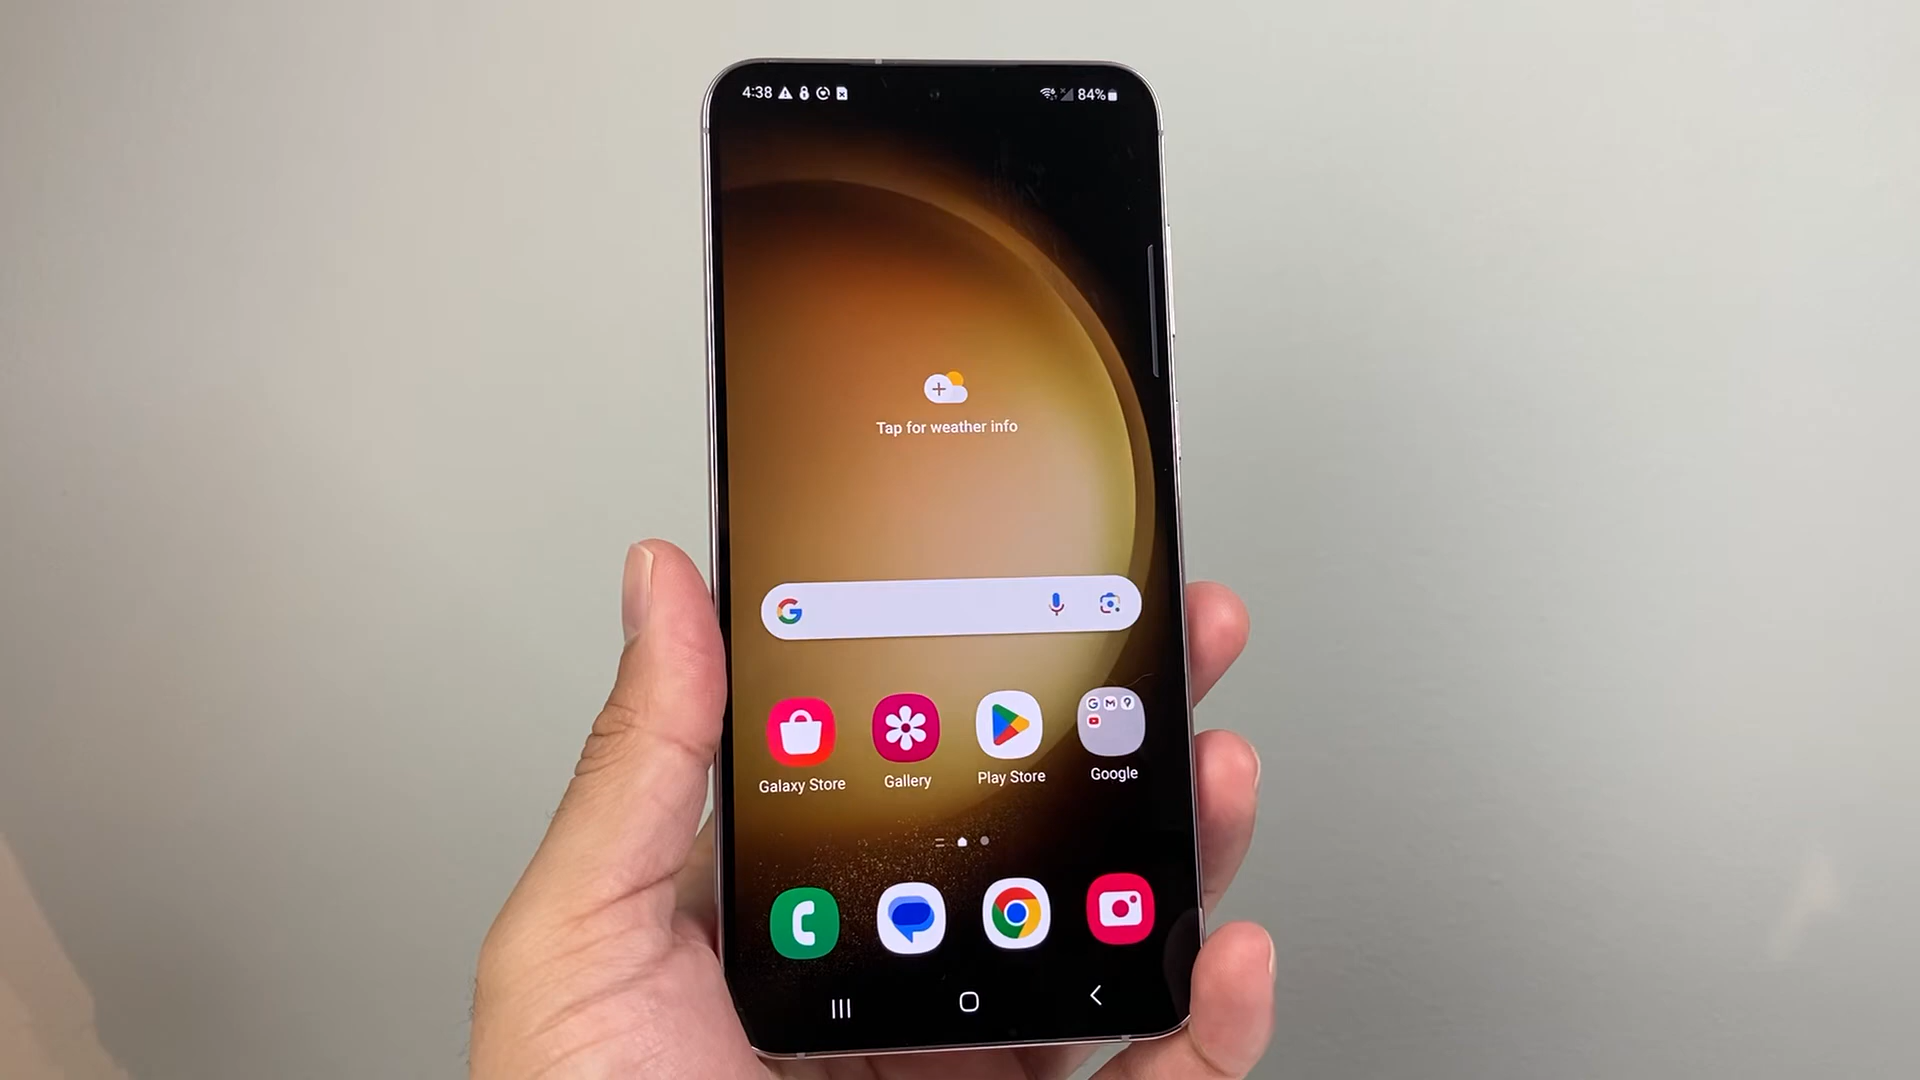 4:38
84%
Tap for weather info
Galaxy Store
Gallery
Play Store
Google